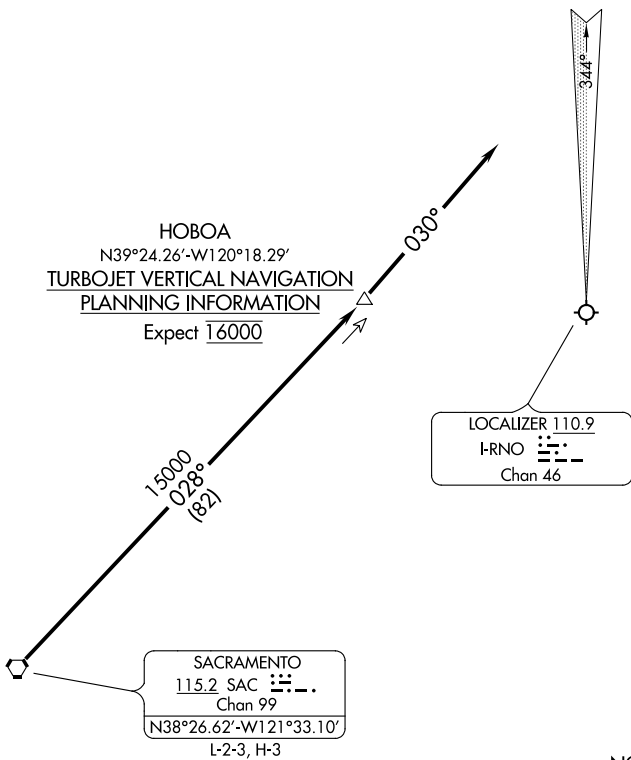 344°
HOBOA
N39°24.26'-W120°18.29'
TURBOJET VERTICAL NAVIGATION
PLANNING INFORMATION
Expect 16000
030°
LOCALIZER 110.9
I-RNO
Chan 46
15000
028°
(82)
SACRAMENTO
115.2 SAC
Chan 99
N38°26.62'-W121°33.10'
L-2-3, H-3